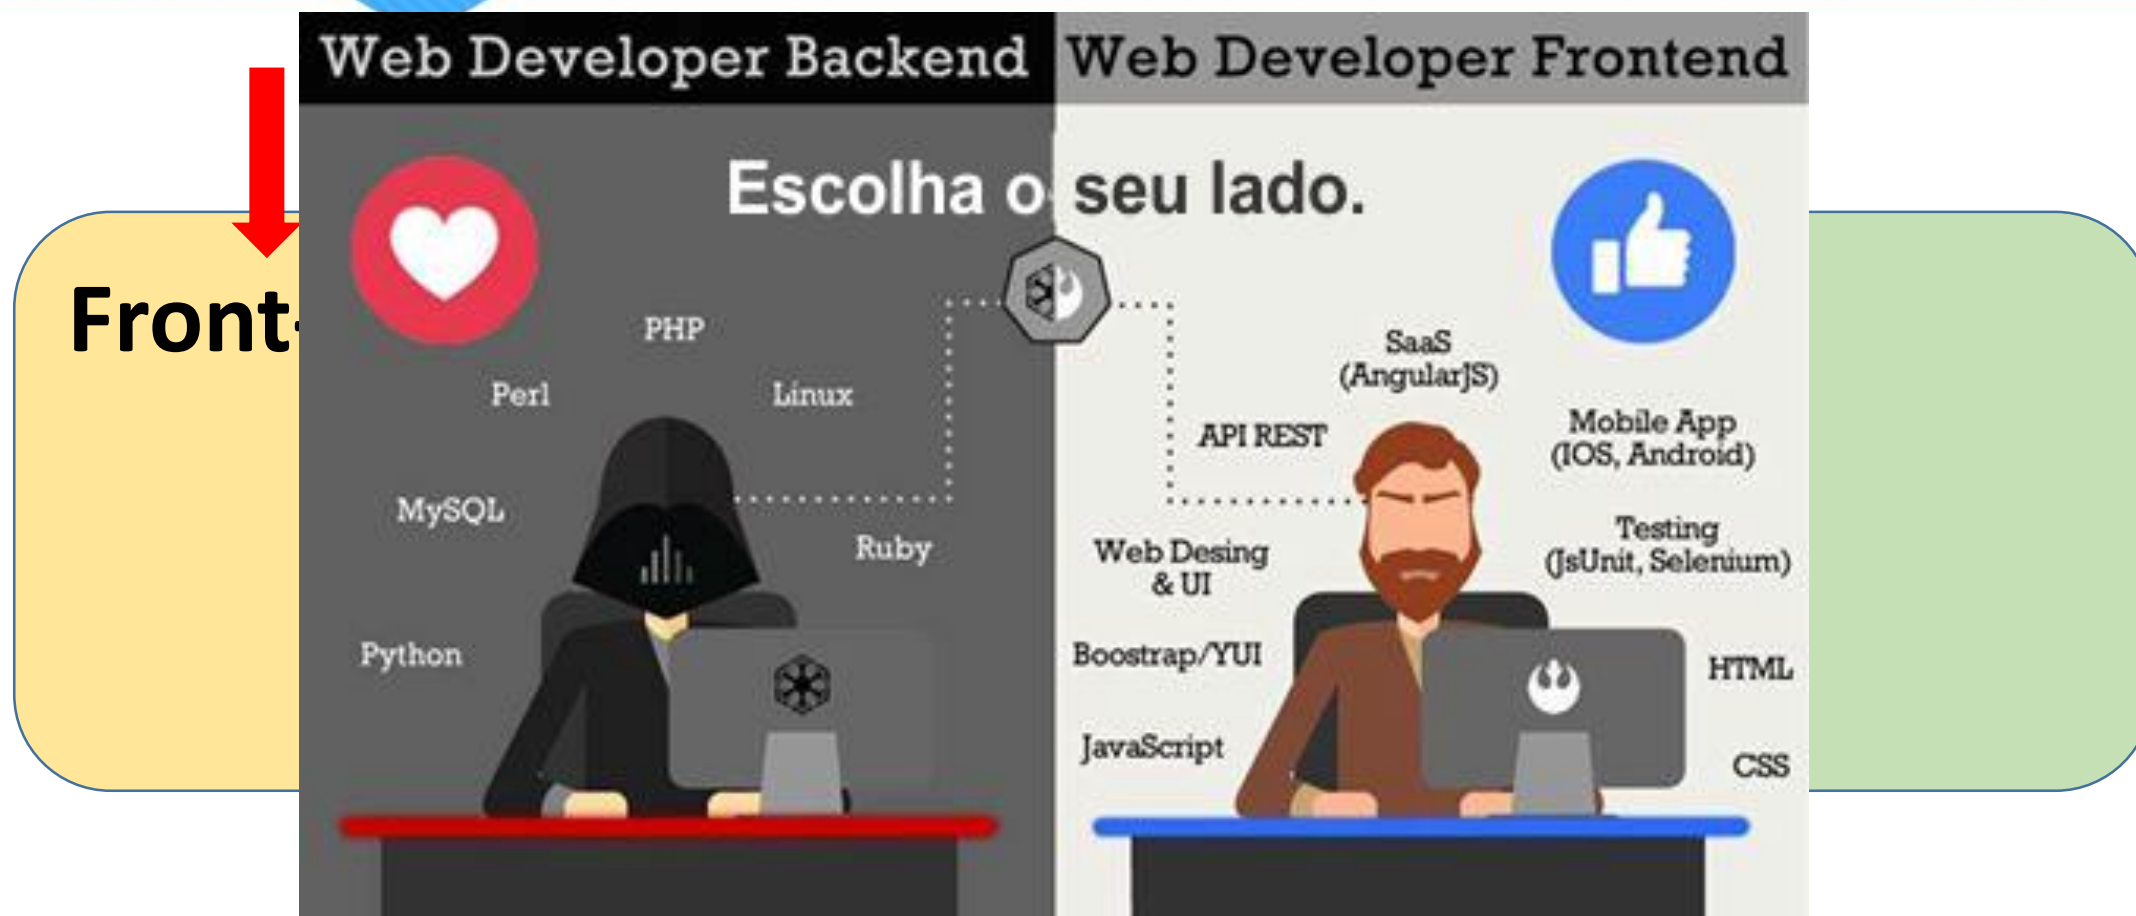 Web Developer Backend
Web Developer Frontend
Escolha o seu lado.
Front-
PHP
Perl
Linux
MySQL
Ruby
Python
SaaS
(AngularJS)
API REST
Mobile App
(IOS, Android)
Testing
(JsUnit, Selenium)
Web Desing
& UI
Boostrap/YUI
HTML
JavaScript
CSS